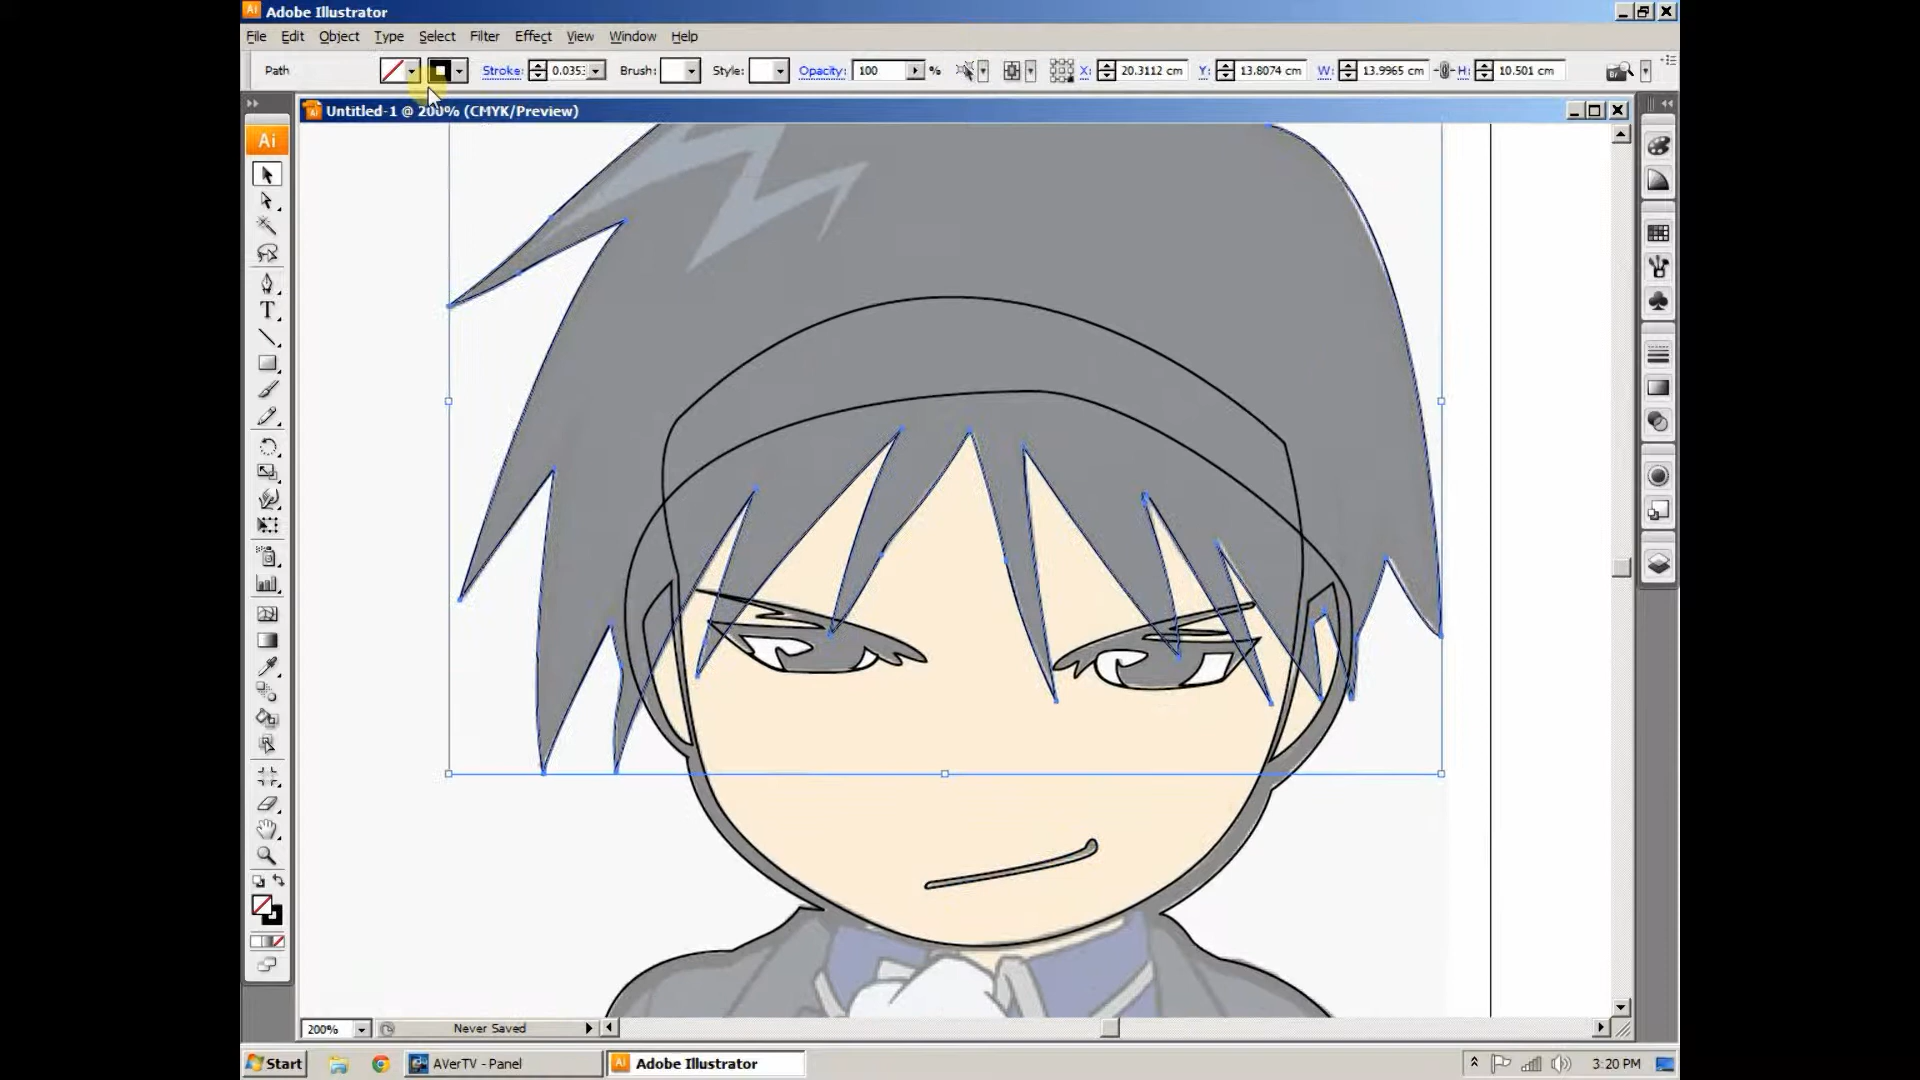 Ai Adobe Illustrator
File Edit Object Type Select Filter Effect View Window Help
Path Stroke: Brush: Style: Opacity: 100 % X: 20.3112 cm Y: 13.8074 cm W: 13.9965 cm H: 10.501 cm
Untitled-1 @ 200% (CMYK/Preview)
Ai
T
200% Never Saved
Start AVerTV - Panel Ai Adobe Illustrator 3:20 PM